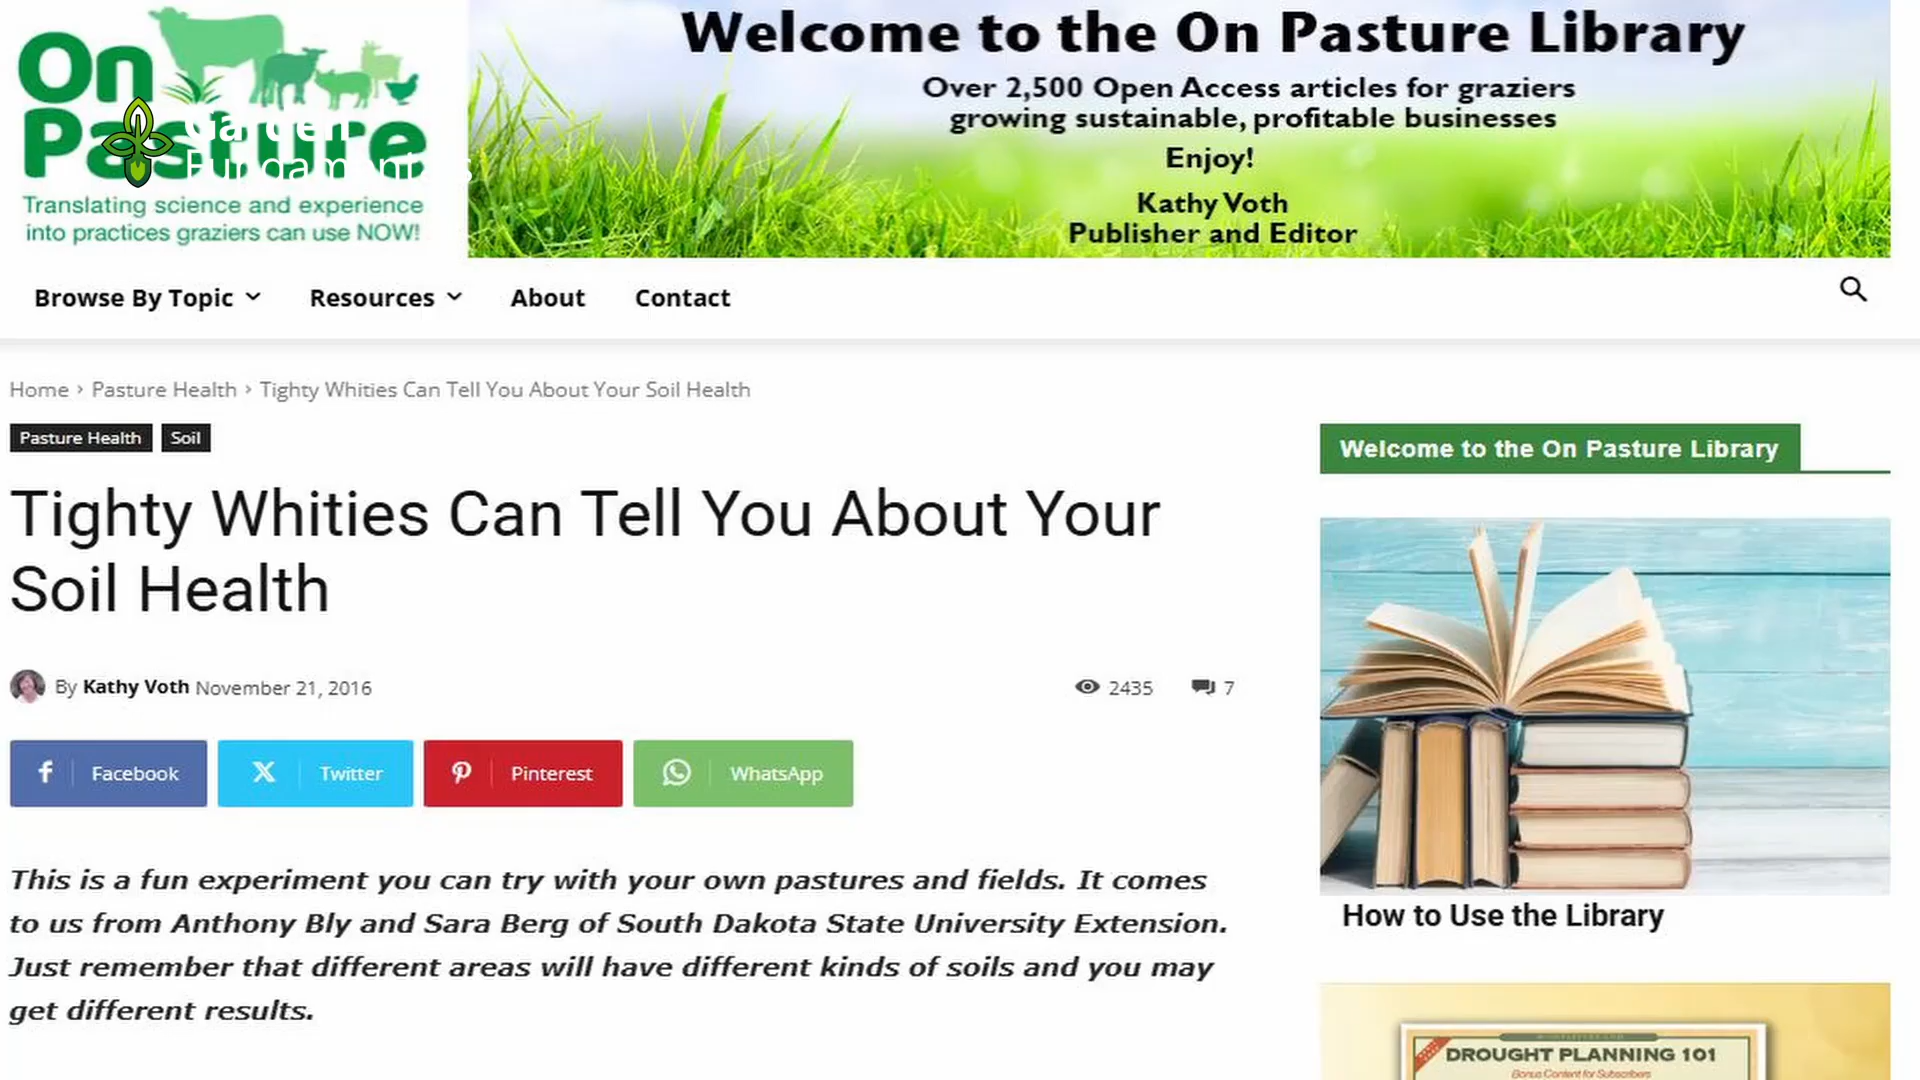 On
Pasture
Garden
Fundamentals
Translating science and experience
into practices graziers can use NOW!
Welcome to the On Pasture Library
Over 2,500 Open Access articles for graziers
growing sustainable, profitable businesses
Enjoy!
Kathy Voth
Publisher and Editor
Browse By Topic
Resources
About
Contact
Home › Pasture Health › Tighty Whities Can Tell You About Your Soil Health
Pasture Health
Soil
Tighty Whities Can Tell You About Your
Soil Health
By Kathy Voth November 21, 2016
2435
7
Facebook
Twitter
Pinterest
WhatsApp
This is a fun experiment you can try with your own pastures and fields. It comes
to us from Anthony Bly and Sara Berg of South Dakota State University Extension.
Just remember that different areas will have different kinds of soils and you may
get different results.
Welcome to the On Pasture Library
How to Use the Library
DROUGHT PLANNING 101
Bonus Content for Subscribers